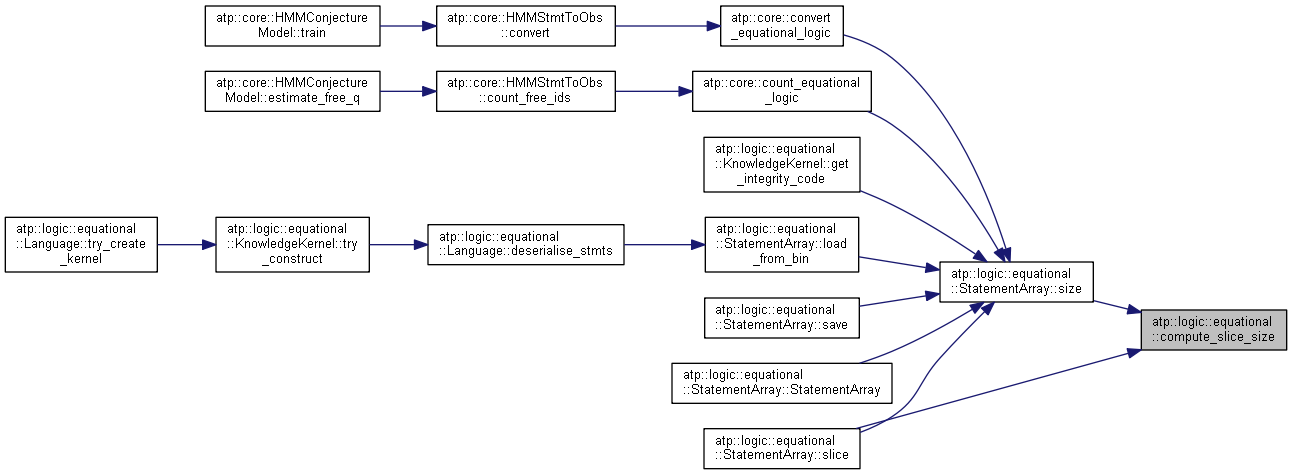 atp::core::HMMConjecture
Model::train
atp::core::HMMStmtToObs
::convert
atp::core::convert
_equational_logic
atp::core::HMMConjecture
Model::estimate_free_q
atp::core::HMMStmtToObs
::count_free_ids
atp::core::count_equational
_logic
atp::logic::equational
::KnowledgeKernel::get
_integrity_code
atp::logic::equational
::Language::try_create
_kernel
atp::logic::equational
::KnowledgeKernel::try
_construct
atp::logic::equational
::Language::deserialise_stmts
atp::logic::equational
::StatementArray::load
_from_bin
atp::logic::equational
::StatementArray::size
atp::logic::equational
::StatementArray::save
atp::logic::equational
::compute_slice_size
atp::logic::equational
::StatementArray::StatementArray
atp::logic::equational
::StatementArray::slice